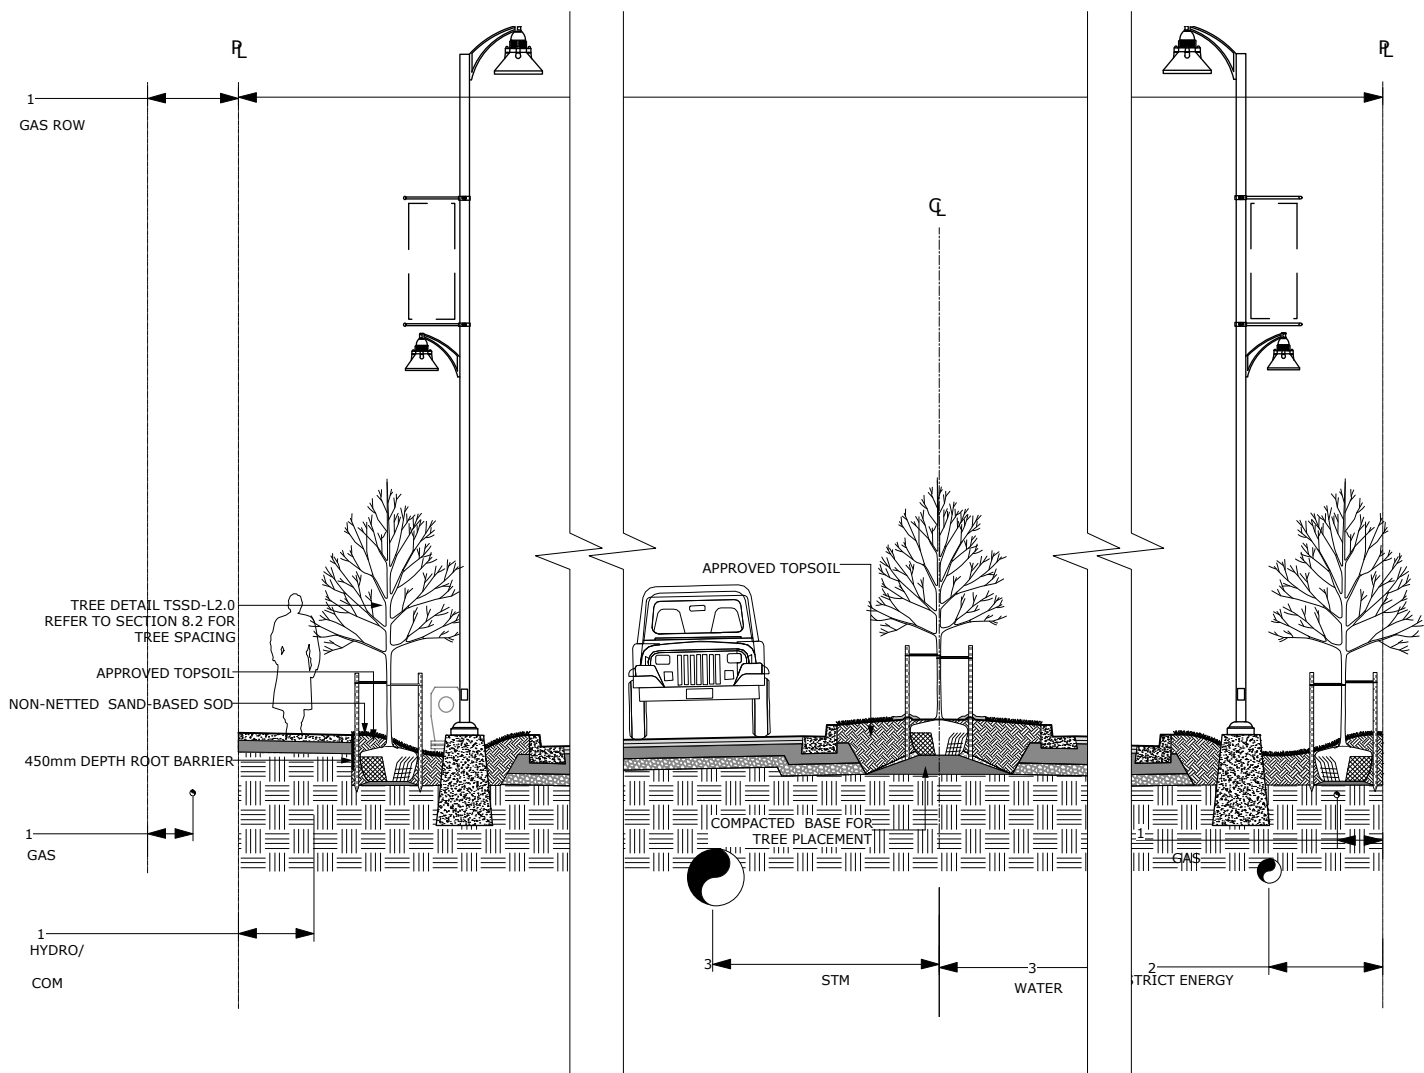 PL
PL
1
GAS ROW
CL
APPROVED TOPSOIL
TREE DETAIL TSSD-L2.0
REFER TO SECTION 8.2 FOR
TREE SPACING
APPROVED TOPSOIL
NON-NETTED SAND-BASED SOD
450mm DEPTH ROOT BARRIER
COMPACTED BASE FOR
TREE PLACEMENT
1
GAS
1
GAS
1
HYDRO/
COM
3
STM
3
WATER
2
STRICT ENERGY